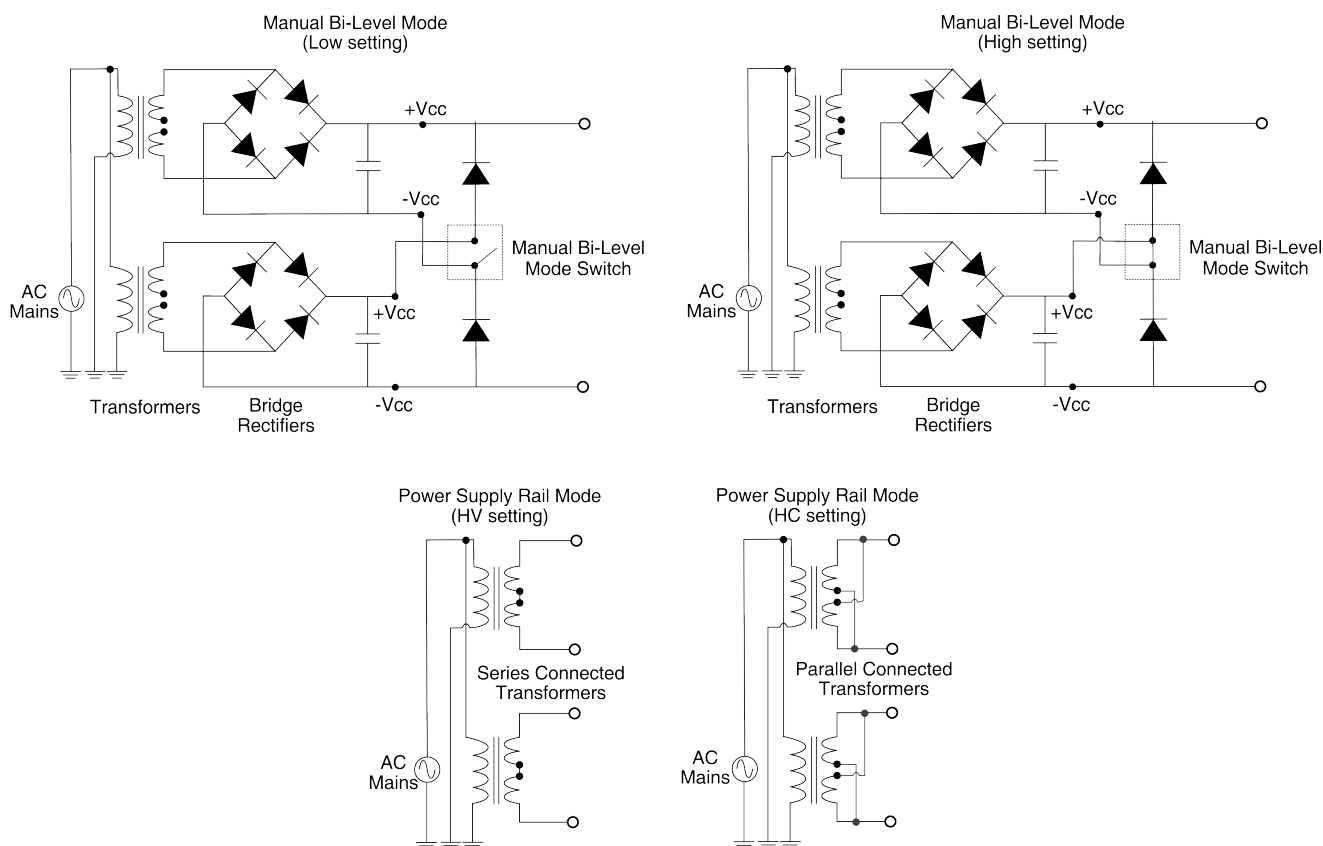 Manual Bi-Level Mode
(Low setting)
+Vcc
-Vcc
Manual Bi-Level
Mode Switch
AC
Mains
+Vcc
-Vcc
Transformers
Bridge
Rectifiers
Manual Bi-Level Mode
(High setting)
+Vcc
-Vcc
Manual Bi-Level
Mode Switch
AC
Mains
+Vcc
-Vcc
Transformers
Bridge
Rectifiers
Power Supply Rail Mode
(HV setting)
Series Connected
Transformers
AC
Mains
Power Supply Rail Mode
(HC setting)
Parallel Connected
Transformers
AC
Mains